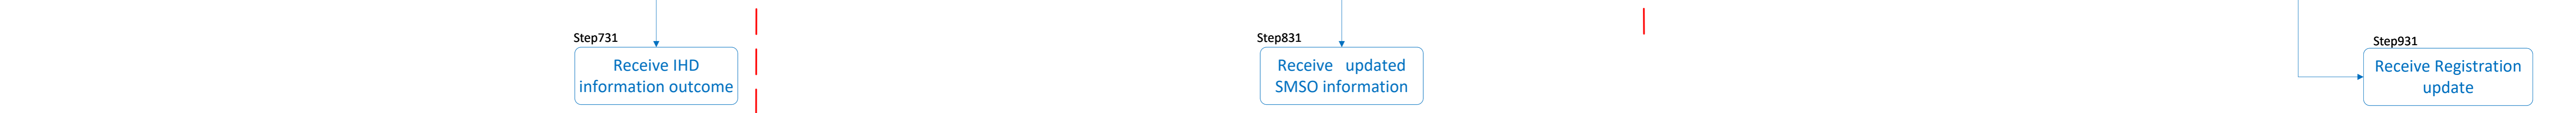 Step731
Receive IHD
information outcome
Step831
Receive updated
SMSO information
Step931
Receive Registration
update